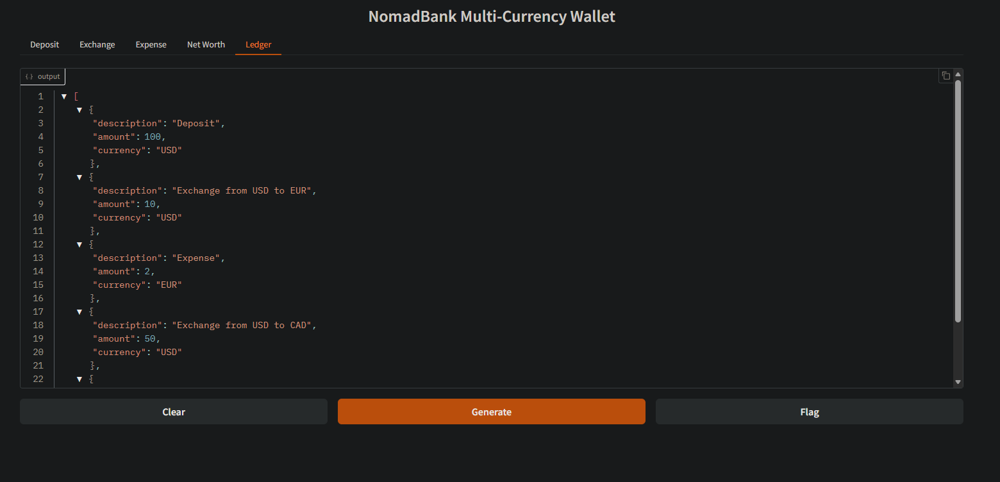 NomadBank Multi-Currency Wallet
Deposit Exchange Expense Net Worth Ledger
{} output
1 ▼ [
2 ▼ {
3 "description": "Deposit",
4 "amount": 100,
5 "currency": "USD"
6 },
7 ▼ {
8 "description": "Exchange from USD to EUR",
9 "amount": 10,
10 "currency": "USD"
11 },
12 ▼ {
13 "description": "Expense",
14 "amount": 2,
15 "currency": "EUR"
16 },
17 ▼ {
18 "description": "Exchange from USD to CAD",
19 "amount": 50,
20 "currency": "USD"
21 },
22 ▼ {
Clear Generate Flag